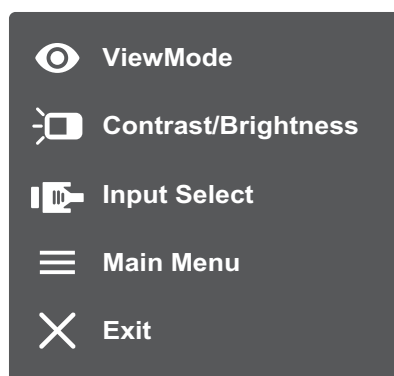 ViewMode
Contrast/Brightness
Input Select
Main Menu
Exit